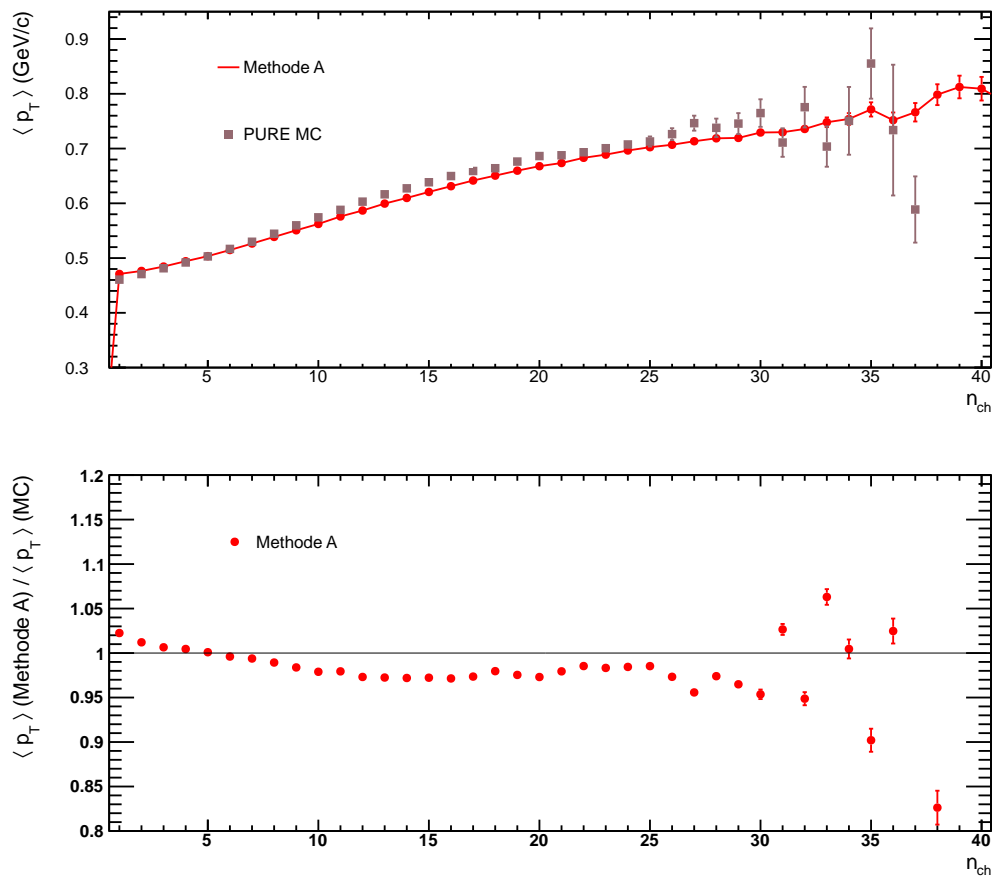 ⟨ p_T ⟩ (GeV/c)
0.9
0.8
0.7
0.6
0.5
0.4
0.3
Methode A
PURE MC
5 10 15 20 25 30 35 40
n_ch
⟨ p_T ⟩ (Methode A) / ⟨ p_T ⟩ (MC)
1.2
1.15
1.1
1.05
1
0.95
0.9
0.85
0.8
Methode A
5 10 15 20 25 30 35 40
n_ch